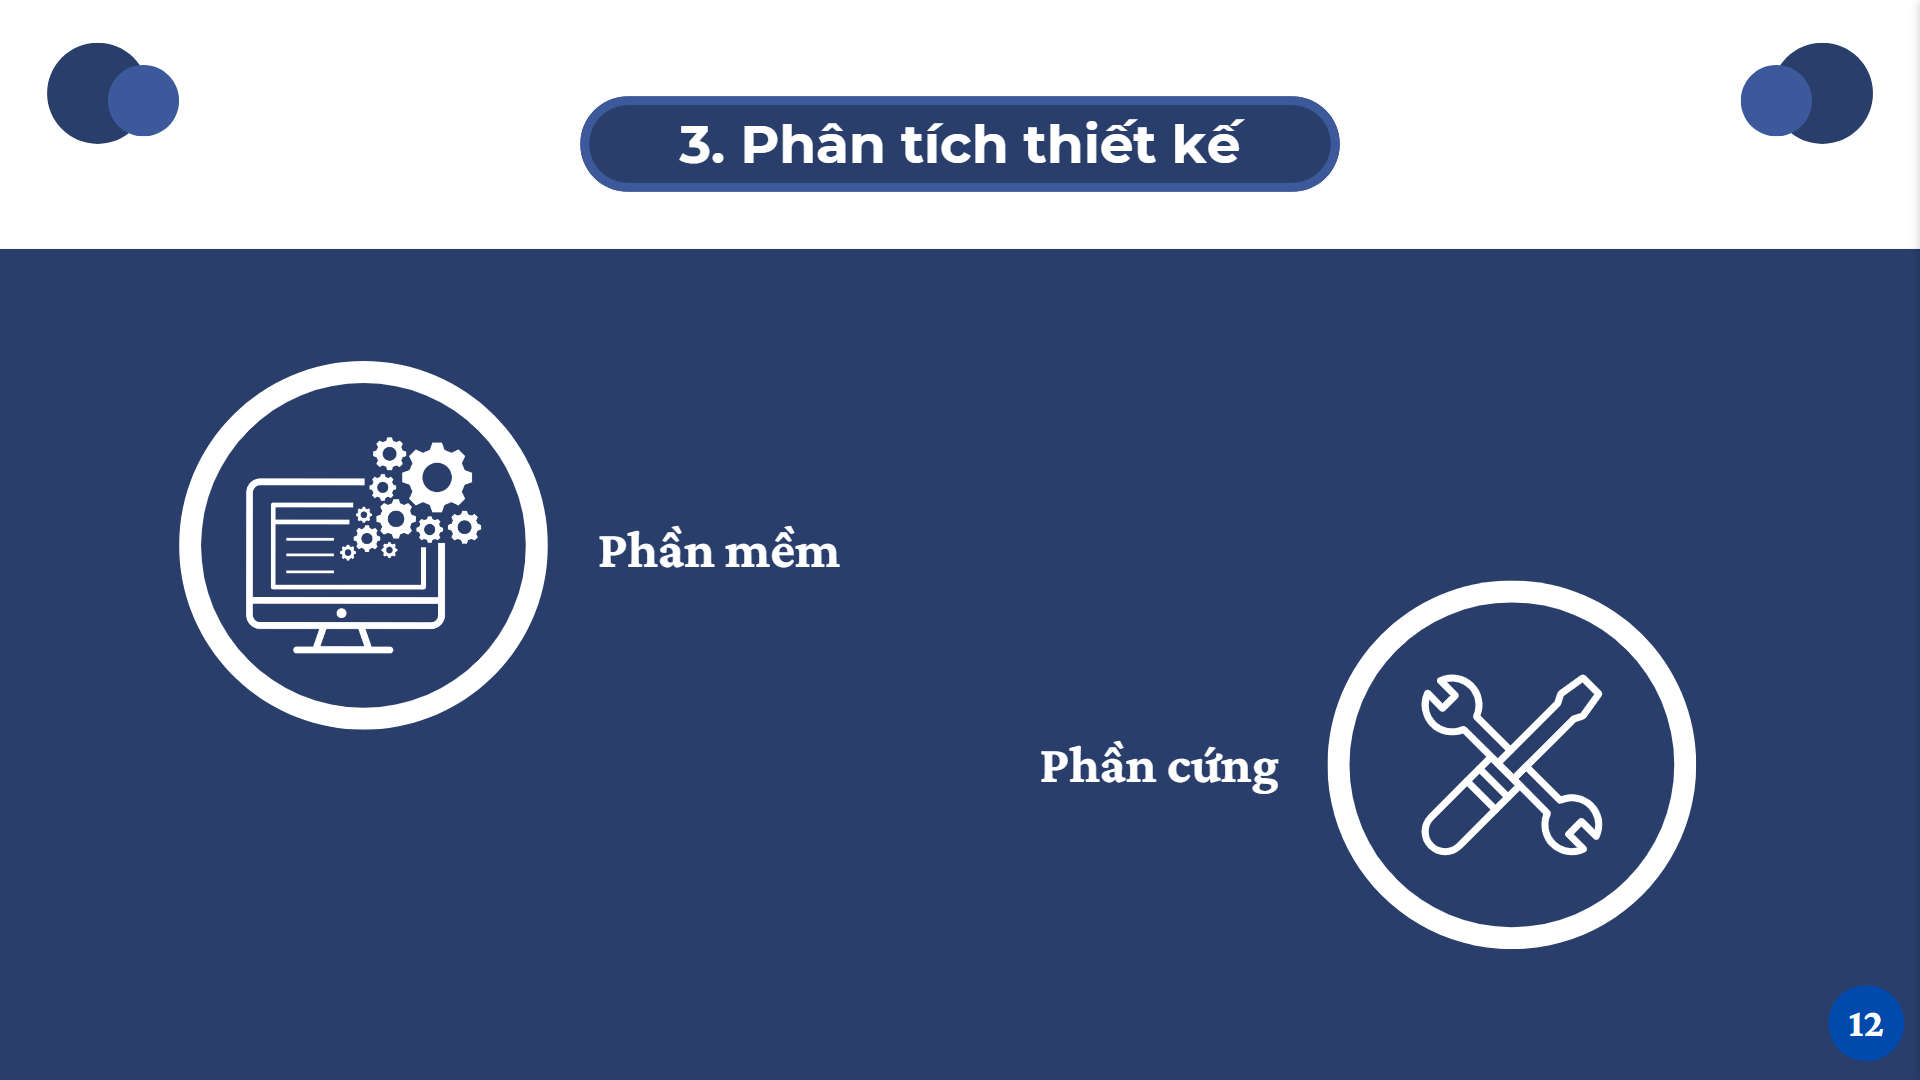 3. Phân tích thiết kế
Phần mềm
Phần cứng
12